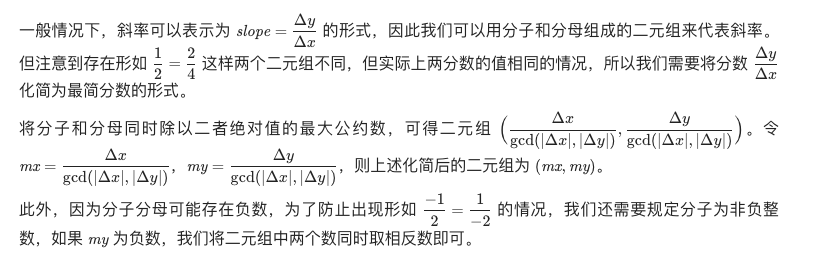 一般情况下，斜率可以表示为 $slope = \frac{\Delta y}{\Delta x}$ 的形式，因此我们可以用分子和分母组成的二元组来代表斜率。
但注意到存在形如 $\frac{1}{2} = \frac{2}{4}$ 这样两个二元组不同，但实际上两分数的值相同的情况，所以我们需要将分数 $\frac{\Delta y}{\Delta x}$
化简为最简分数的形式。
将分子和分母同时除以二者绝对值的最大公约数，可得二元组 $\left(\frac{\Delta x}{\gcd(|\Delta x|,|\Delta y|)}, \frac{\Delta y}{\gcd(|\Delta x|,|\Delta y|)}\right)$。令
$mx = \frac{\Delta x}{\gcd(|\Delta x|,|\Delta y|)}$，$my = \frac{\Delta y}{\gcd(|\Delta x|,|\Delta y|)}$，则上述化简后的二元组为 $(mx, my)$。
此外，因为分子分母可能存在负数，为了防止出现形如 $\frac{-1}{2} = \frac{1}{-2}$ 的情况，我们还需要规定分子为非负整
数，如果 $my$ 为负数，我们将二元组中两个数同时取相反数即可。